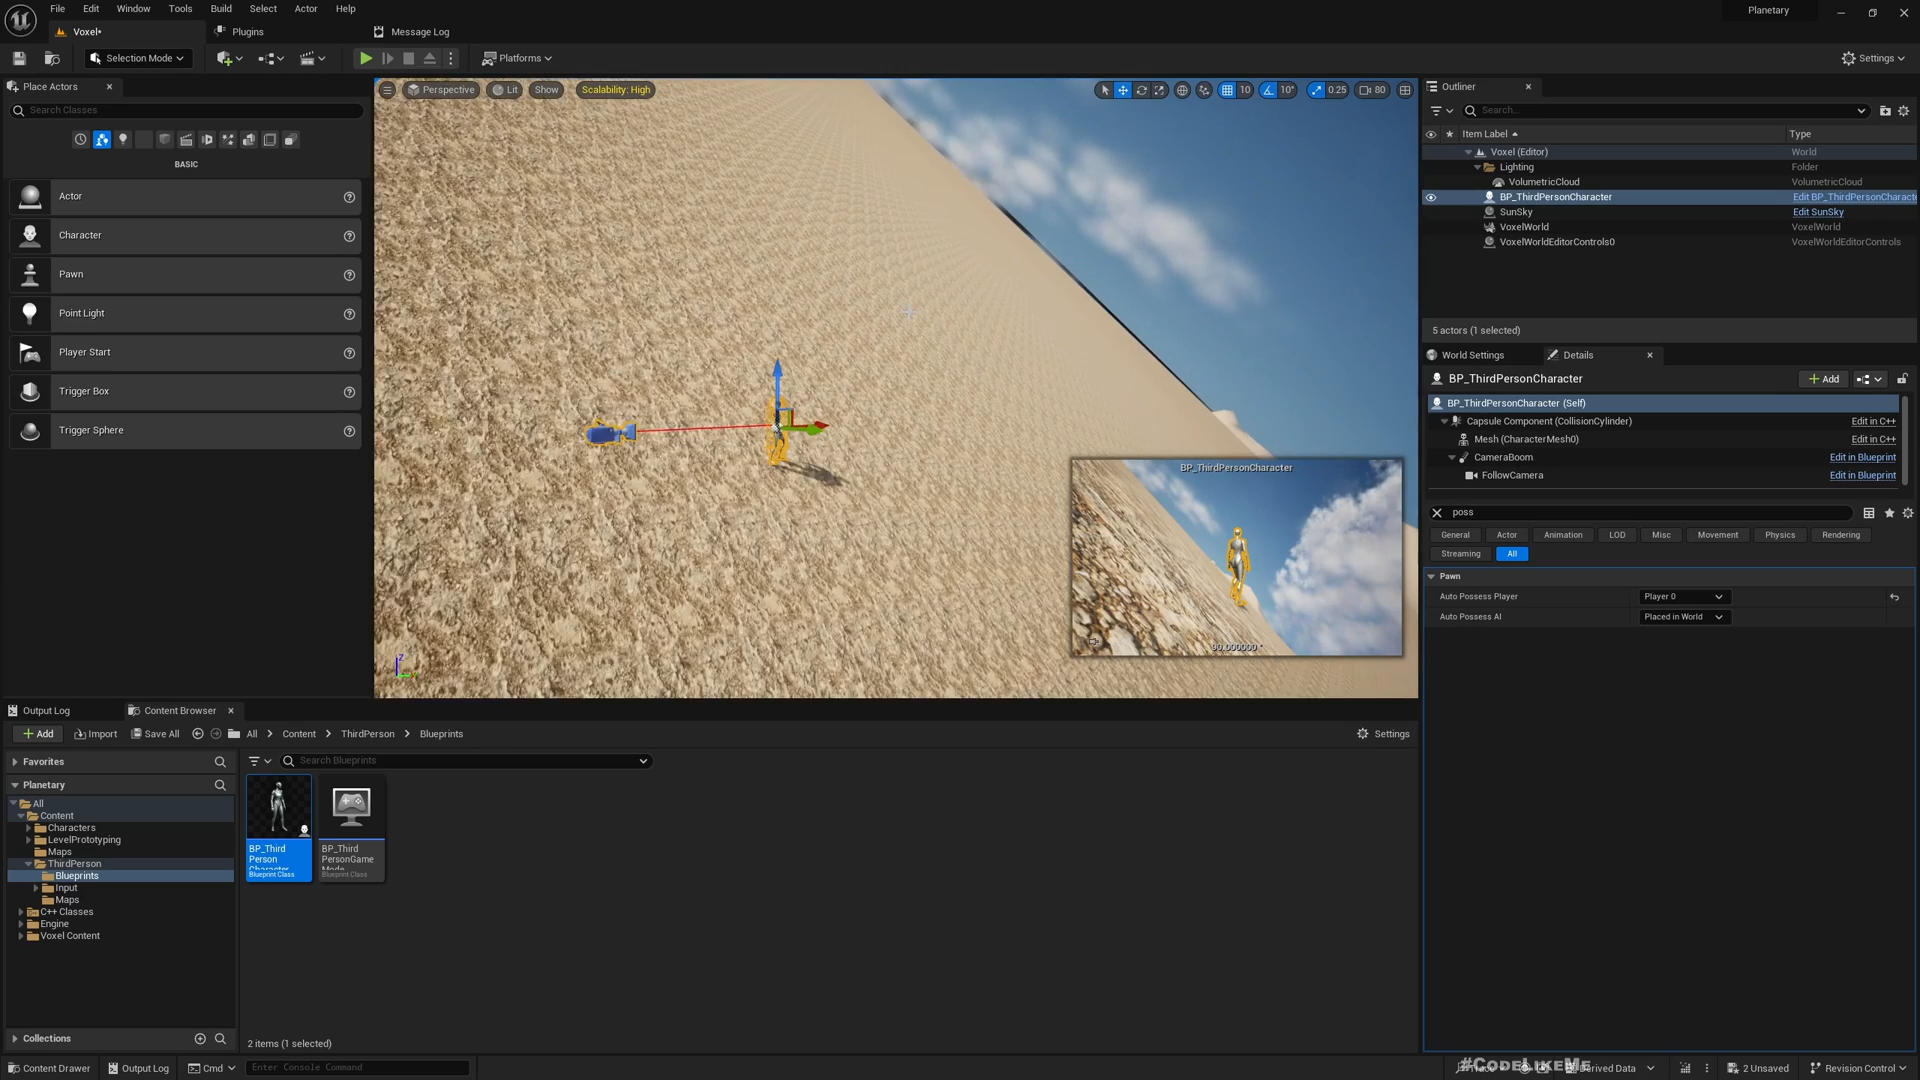 File Edit Window Tools Build Select Actor Help
Planetary
Voxel*
Plugins
Message Log
Selection Mode
Platforms
Settings
Place Actors
Search Classes
BASIC
Actor
Character
Pawn
Point Light
Player Start
Trigger Box
Trigger Sphere
Perspective
Lit
Show
Scalability: High
10
10°
0.25
80
BP_ThirdPersonCharacter
90.000000 °
Z
Outliner
Search...
Item Label
Type
Voxel (Editor)
World
Lighting
Folder
VolumetricCloud
VolumetricCloud
BP_ThirdPersonCharacter
Edit BP_ThirdPersonCharacte
SunSky
Edit SunSky
VoxelWorld
VoxelWorld
VoxelWorldEditorControls0
VoxelWorldEditorControls
5 actors (1 selected)
World Settings
Details
BP_ThirdPersonCharacter
Add
BP_ThirdPersonCharacter (Self)
Capsule Component (CollisionCylinder)
Edit in C++
Mesh (CharacterMesh0)
Edit in C++
CameraBoom
Edit in Blueprint
FollowCamera
Edit in Blueprint
poss
General
Actor
Animation
LOD
Misc
Movement
Physics
Rendering
Streaming
All
Pawn
Auto Possess Player
Player 0
Auto Possess AI
Placed in World
Output Log
Content Browser
Add
Import
Save All
All
Content
ThirdPerson
Blueprints
Settings
Favorites
Planetary
All
Content
Characters
LevelPrototyping
Maps
ThirdPerson
Blueprints
Input
Maps
C++ Classes
Engine
Voxel Content
Collections
Search Blueprints
BP_Third
Person
Character
Blueprint Class
BP_Third
PersonGame
Mode
Blueprint Class
2 items (1 selected)
Content Drawer
Output Log
Cmd
Enter Console Command
#CodeLikeMe
Derived Data
2 Unsaved
Revision Control